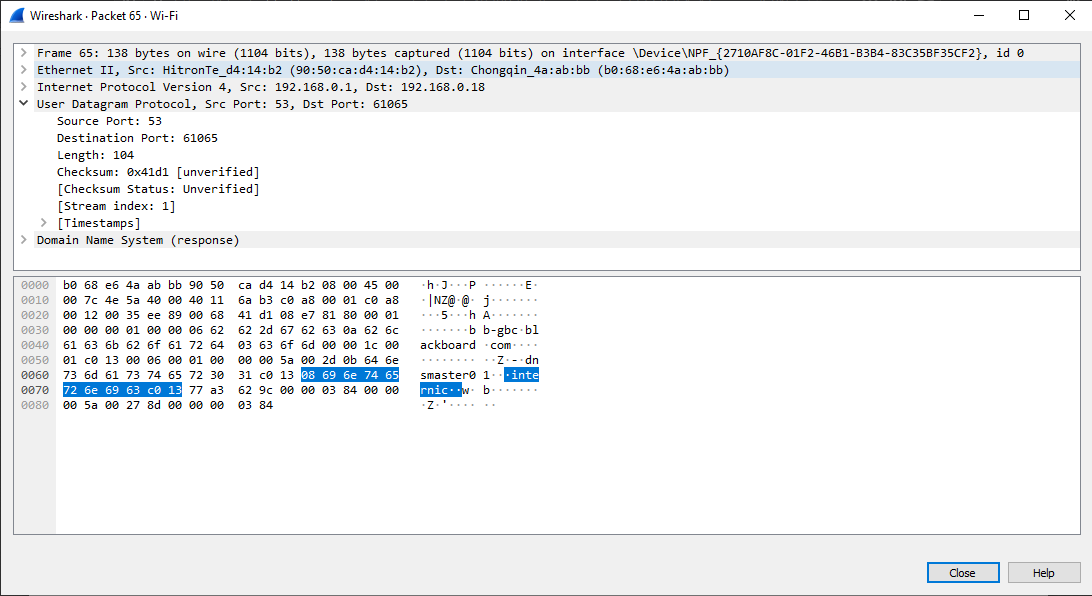 Wireshark · Packet 65 · Wi-Fi
Frame 65: 138 bytes on wire (1104 bits), 138 bytes captured (1104 bits) on interface \Device\NPF_{2710AF8C-01F2-46B1-B3B4-83C35BF35CF2}, id 0
Ethernet II, Src: HitronTe_d4:14:b2 (90:50:ca:d4:14:b2), Dst: Chongqin_4a:ab:bb (b0:68:e6:4a:ab:bb)
Internet Protocol Version 4, Src: 192.168.0.1, Dst: 192.168.0.18
User Datagram Protocol, Src Port: 53, Dst Port: 61065
Source Port: 53
Destination Port: 61065
Length: 104
Checksum: 0x41d1 [unverified]
[Checksum Status: Unverified]
[Stream index: 1]
[Timestamps]
Domain Name System (response)
0000 b0 68 e6 4a ab bb 90 50 ca d4 14 b2 08 00 45 00 ·h·J···P ······E·
0010 00 7c 4e 5a 40 00 40 11 6a b3 c0 a8 00 01 c0 a8 ·|NZ@·@· j·······
0020 00 12 00 35 ee 89 00 68 41 d1 08 e7 81 80 00 01 ···5···h A·······
0030 00 00 00 01 00 00 06 62 62 2d 67 62 63 0a 62 6c ·······b b-gbc·bl
0040 61 63 6b 62 6f 61 72 64 03 63 6f 6d 00 00 1c 00 ackboard ·com····
0050 01 c0 13 00 06 00 01 00 00 00 5a 00 2d 0b 64 6e ········ ··Z·-·dn
0060 73 6d 61 73 74 65 72 30 31 c0 13 08 69 6e 74 65 smaster0 1···inte
0070 72 6e 69 63 c0 13 77 a3 62 9c 00 00 03 84 00 00 rnic··w· b·······
0080 00 5a 00 27 8d 00 00 00 03 84 ·Z·'···· ··
Close
Help